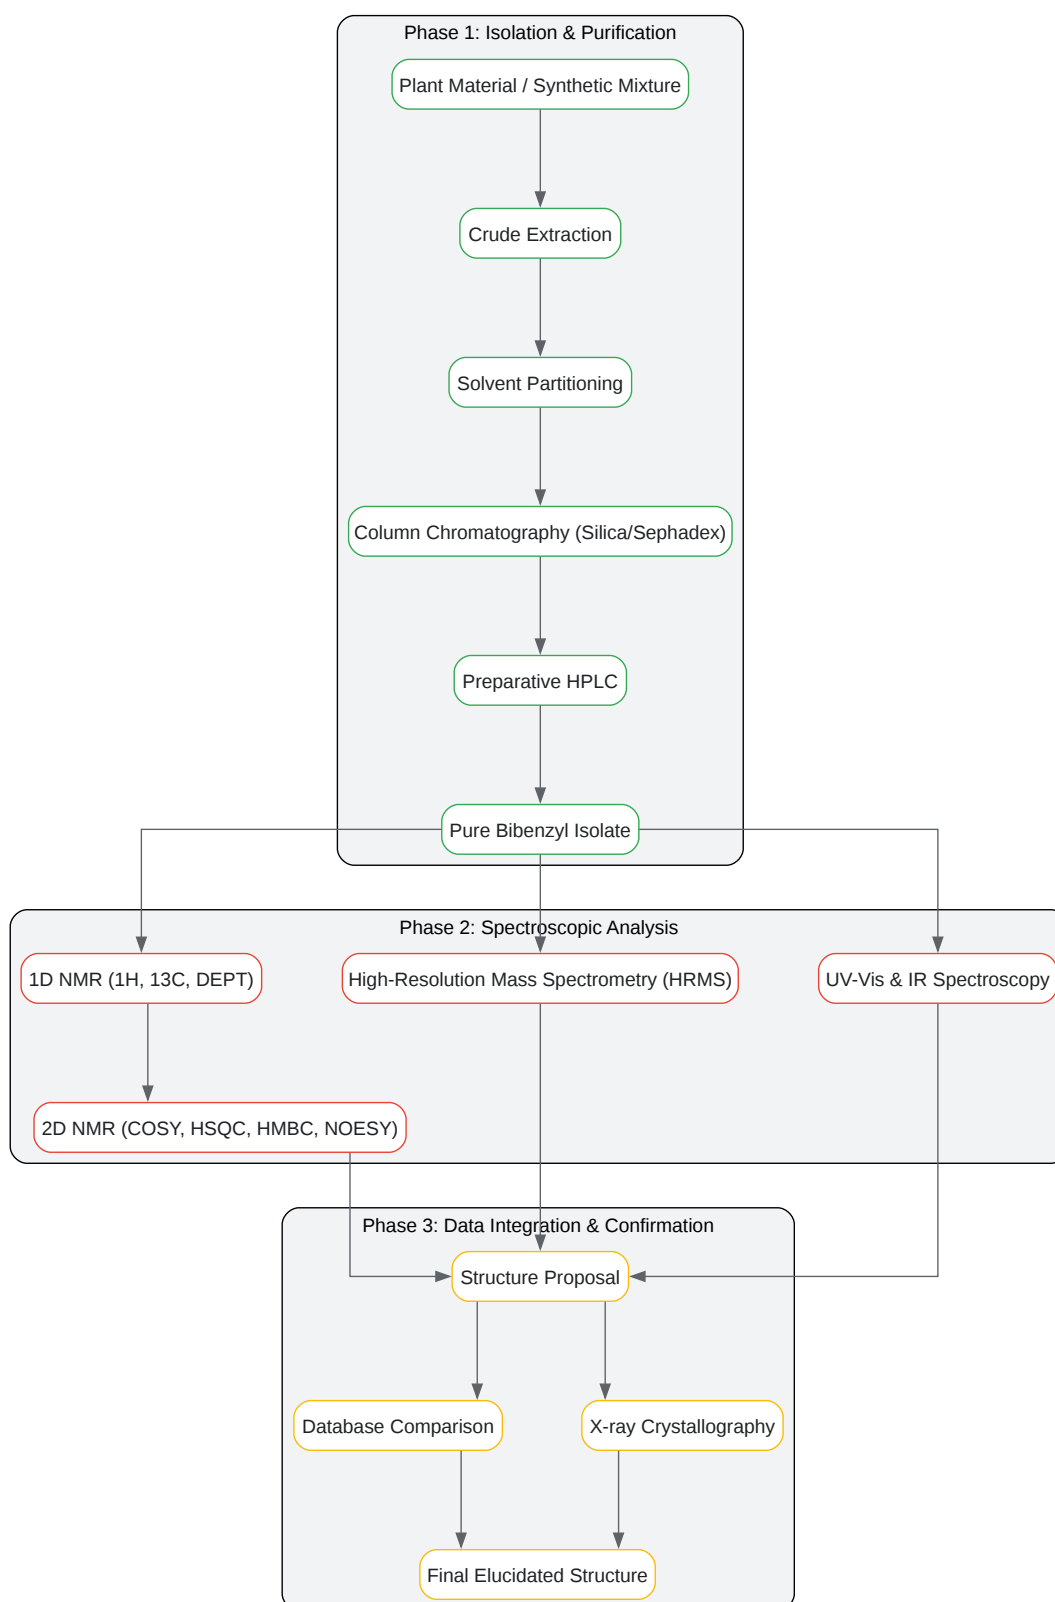 Phase 1: Isolation & Purification
Plant Material / Synthetic Mixture
Crude Extraction
Solvent Partitioning
Column Chromatography (Silica/Sephadex)
Preparative HPLC
Pure Bibenzyl Isolate
Phase 2: Spectroscopic Analysis
1D NMR (1H, 13C, DEPT)
High-Resolution Mass Spectrometry (HRMS)
UV-Vis & IR Spectroscopy
2D NMR (COSY, HSQC, HMBC, NOESY)
Phase 3: Data Integration & Confirmation
Structure Proposal
Database Comparison
X-ray Crystallography
Final Elucidated Structure